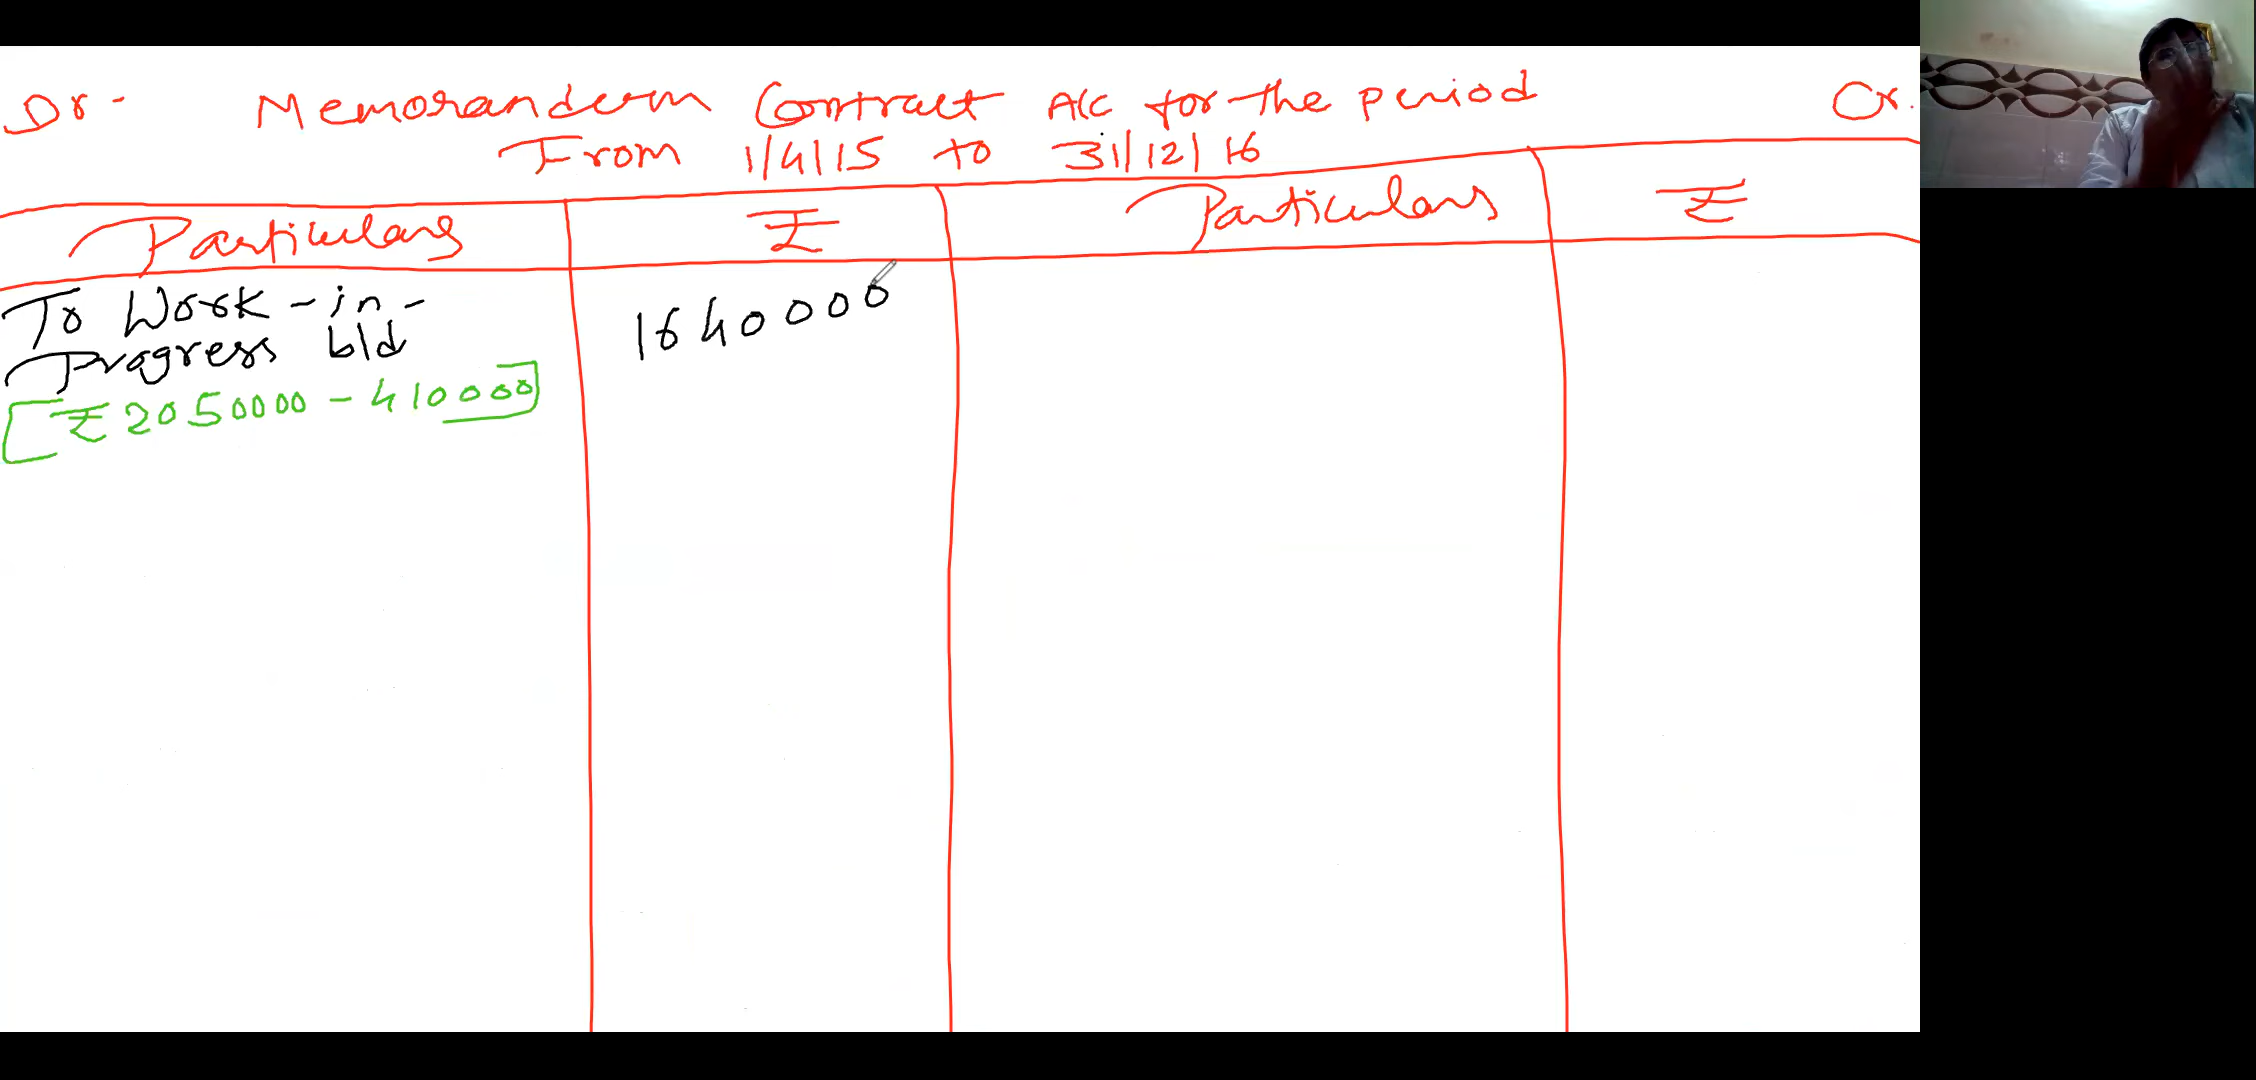 Dr. Memorandum Contract A/C for the period Cr.
From 1/4/15 to 31/12/16
Particulars ₹ Particulars ₹
To Work-in- 1640000
Progress b/d
[₹2050000 - 410000]